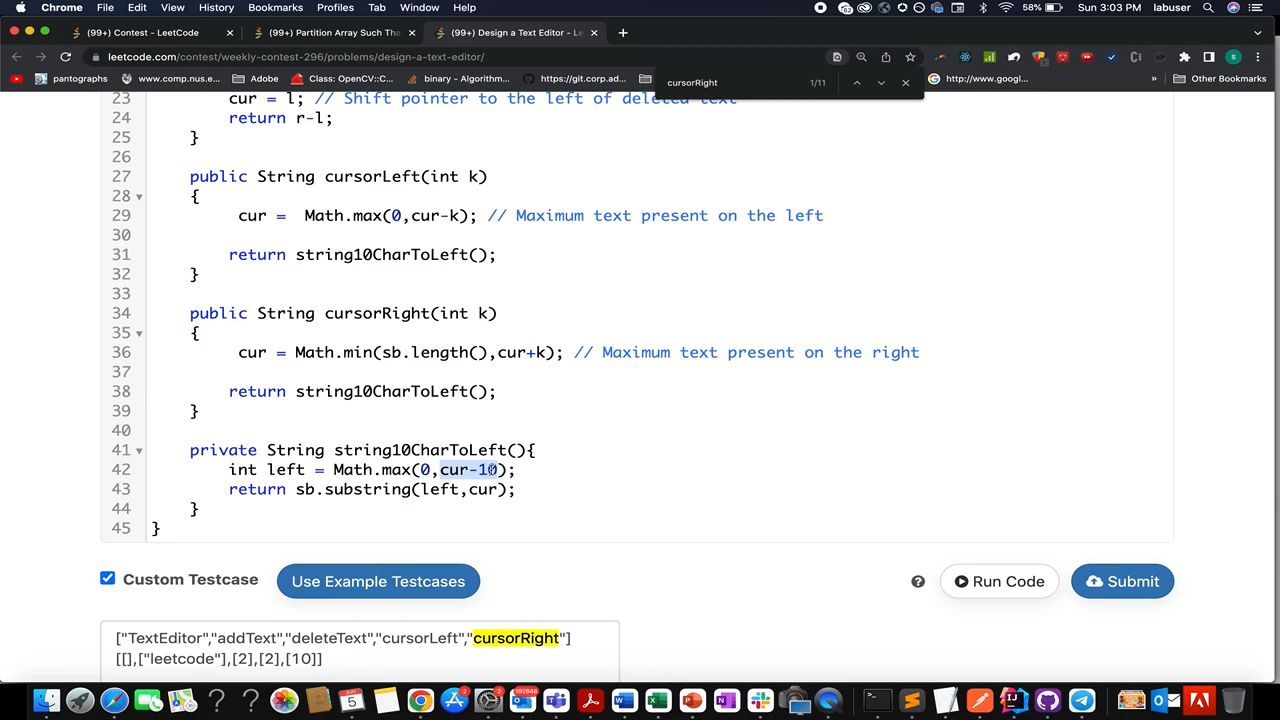 Chrome File Edit View History Bookmarks Profiles Tab Window Help 58% Sun 3:03 PM labuser
(99+) Contest - LeetCode (99+) Partition Array Such Tha (99+) Design a Text Editor - Le
leetcode.com/contest/weekly-contest-296/problems/design-a-text-editor/
pantographs www.comp.nus.e... Adobe Class: OpenCV::C... binary - Algorithm... https://git.corp.ad... http://www.googl... » Other Bookmarks
cursorRight 1/11
23 cur = l; // Shift pointer to the left of deleted text
24 return r-l;
25 }
26
27 public String cursorLeft(int k)
28 {
29 cur = Math.max(0,cur-k); // Maximum text present on the left
30
31 return string10CharToLeft();
32 }
33
34 public String cursorRight(int k)
35 {
36 cur = Math.min(sb.length(),cur+k); // Maximum text present on the right
37
38 return string10CharToLeft();
39 }
40
41 private String string10CharToLeft(){
42 int left = Math.max(0,cur-10);
43 return sb.substring(left,cur);
44 }
45 }
Custom Testcase Use Example Testcases Run Code Submit
["TextEditor","addText","deleteText","cursorLeft","cursorRight"]
[[],["leetcode"],[2],[2],[10]]